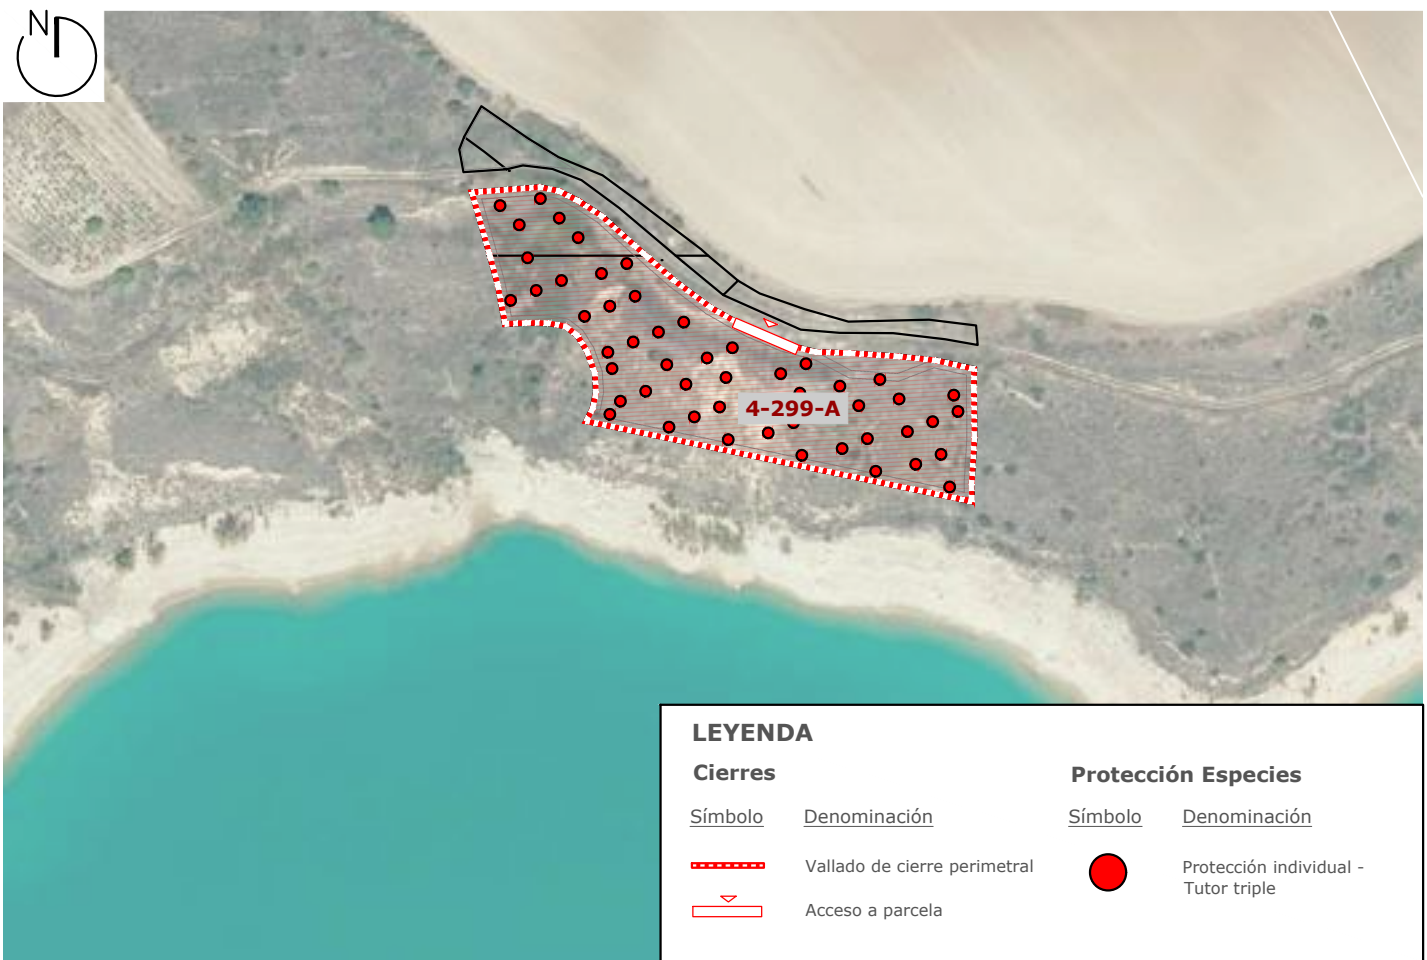 N
4-299-A
LEYENDA
Cierres
Símbolo Denominación
Vallado de cierre perimetral
Acceso a parcela
Protección Especies
Símbolo Denominación
Protección individual -
Tutor triple